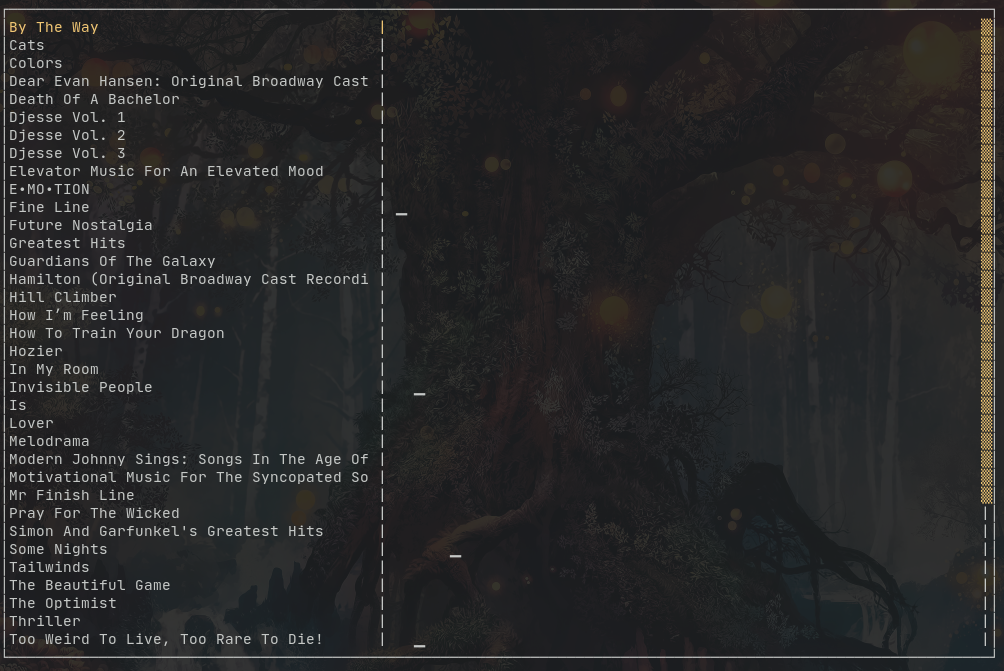 By The Way
Cats
Colors
Dear Evan Hansen: Original Broadway Cast
Death Of A Bachelor
Djesse Vol. 1
Djesse Vol. 2
Djesse Vol. 3
Elevator Music For An Elevated Mood
E•MO•TION
Fine Line
Future Nostalgia
Greatest Hits
Guardians Of The Galaxy
Hamilton (Original Broadway Cast Recordi
Hill Climber
How I’m Feeling
How To Train Your Dragon
Hozier
In My Room
Invisible People
Is
Lover
Melodrama
Modern Johnny Sings: Songs In The Age Of
Motivational Music For The Syncopated So
Mr Finish Line
Pray For The Wicked
Simon And Garfunkel's Greatest Hits
Some Nights
Tailwinds
The Beautiful Game
The Optimist
Thriller
Too Weird To Live, Too Rare To Die!